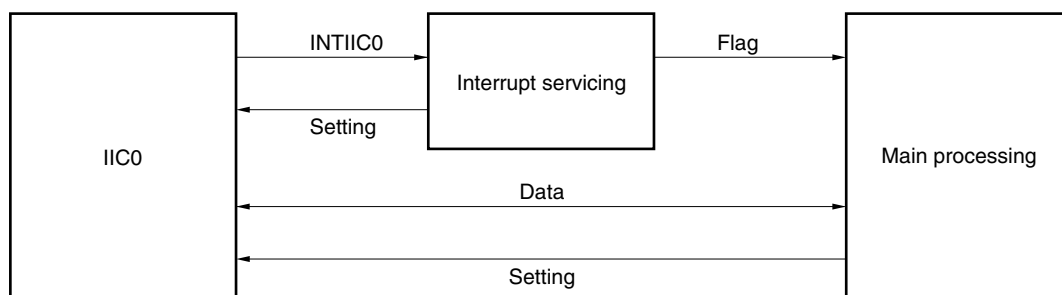 INTIIC0
Flag
Interrupt servicing
Setting
IIC0
Main processing
Data
Setting